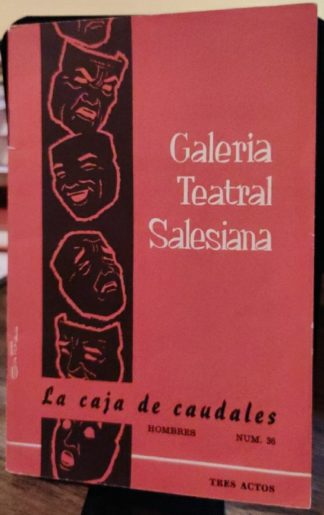 Galeria
Teatral
Salesiana
La caja de caudales
HOMBRES NUM. 36
TRES ACTOS